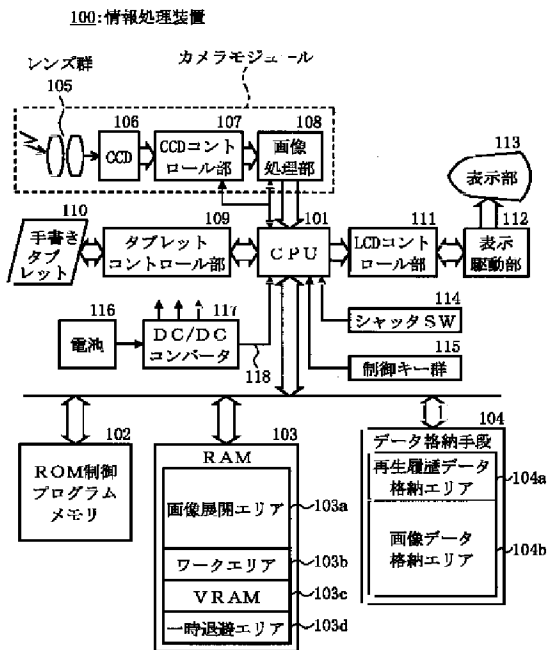 100:情報処理装置
カメラモジュール
レンズ群
105
106
107
108
CCD
CCDコント
ロール部
画像
処理部
113
表示部
110
手書き
タブ
レット
109
タブレット
コントロール部
101
CPU
111
LCDコント
ロール部
112
表示
駆動部
116
電池
117
DC/DC
コンバータ
118
114
シャッタSW
115
制御キー群
102
ROM制御
プログラム
メモリ
103
RAM
画像展開エリア
103a
ワークエリア
103b
VRAM
103c
一時退避エリア
103d
104
データ格納手段
再生履歴データ
格納エリア
104a
画像データ
格納エリア
104b